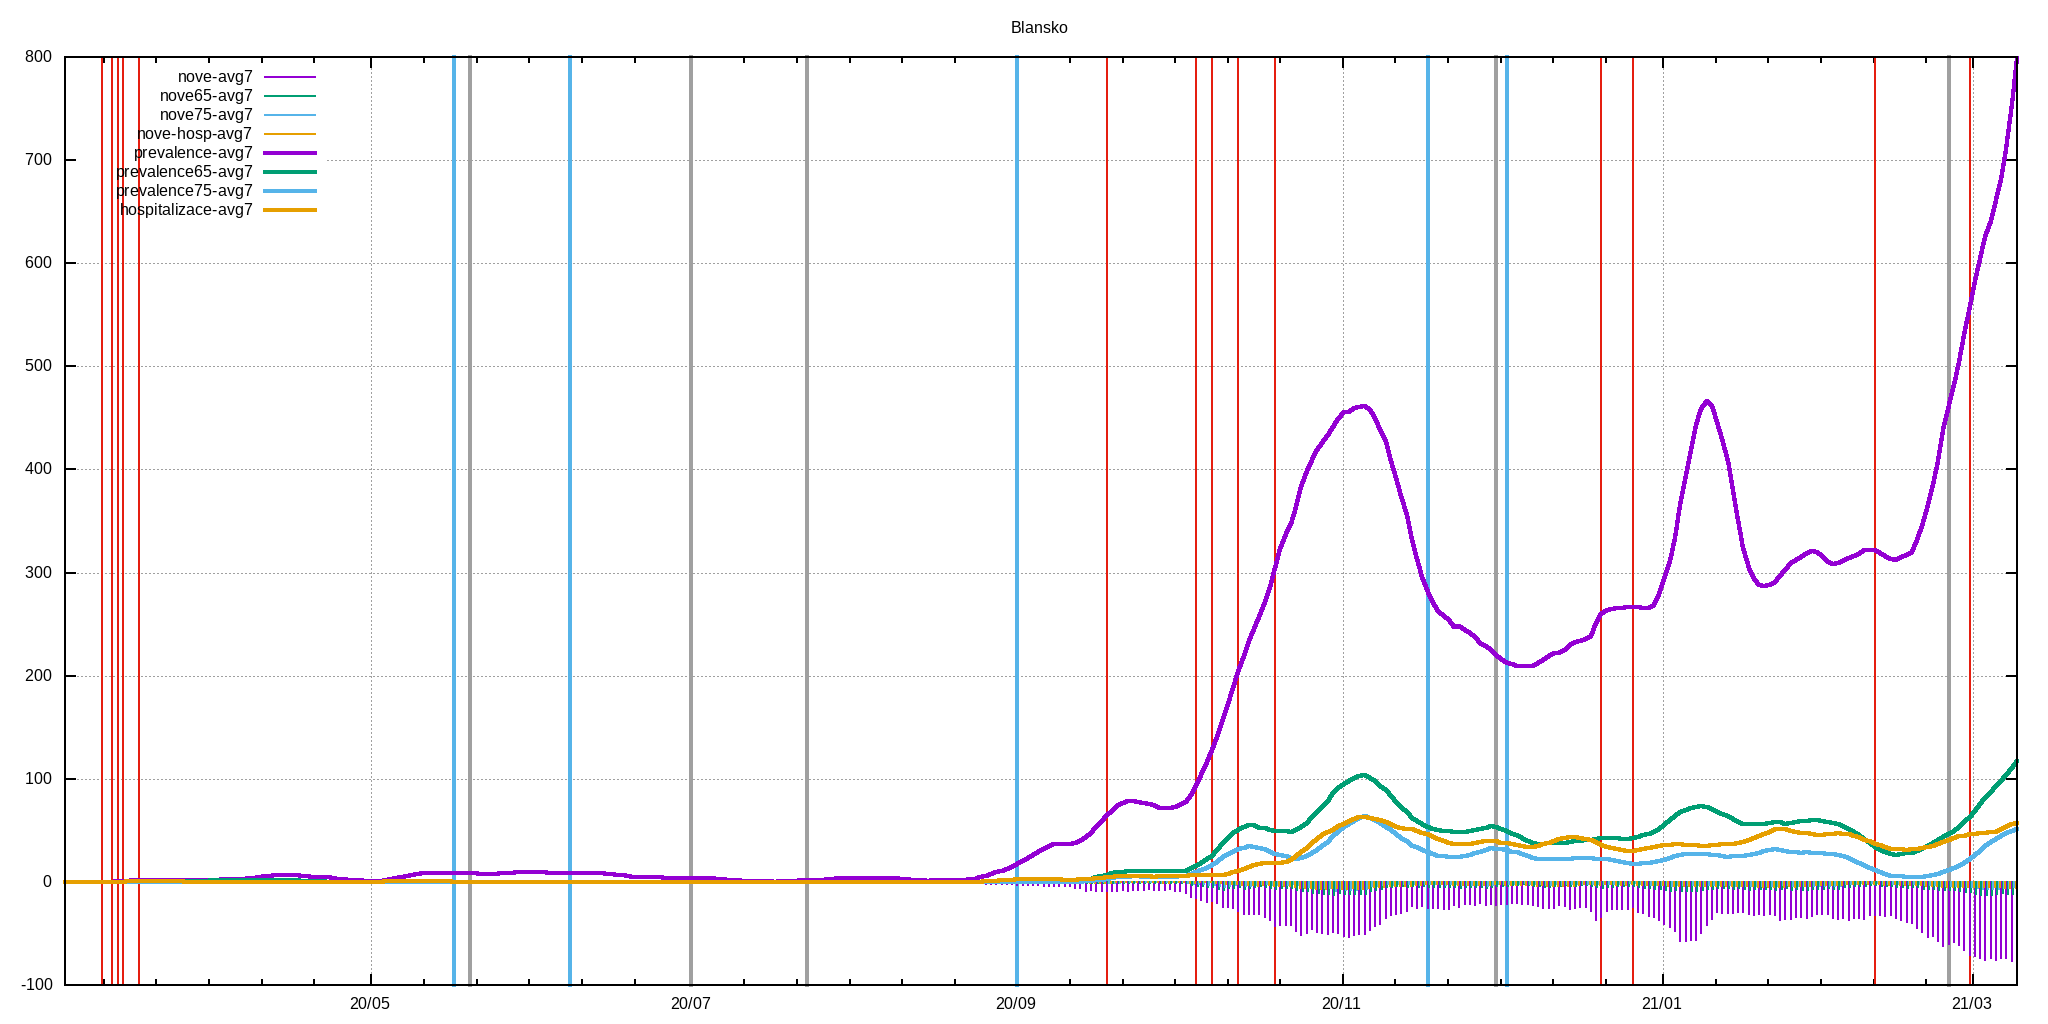 Blansko
800
700
600
500
400
300
200
100
0
-100
nove-avg7
nove65-avg7
nove75-avg7
nove-hosp-avg7
prevalence-avg7
prevalence65-avg7
prevalence75-avg7
hospitalizace-avg7
20/05 20/07 20/09 20/11 21/01 21/03